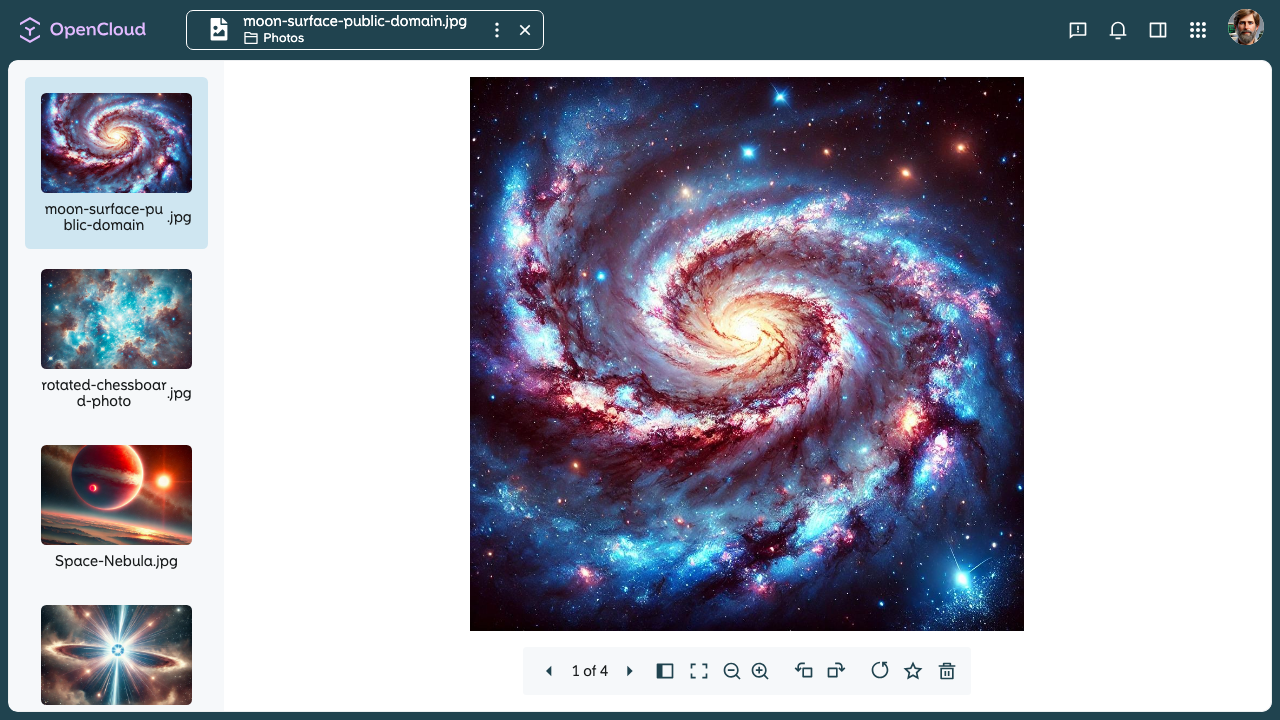 OpenCloud
moon-surface-public-domain.jpg
Photos
moon-surface-pu
blic-domain
.jpg
rotated-chessboar
d-photo
.jpg
Space-Nebula.jpg
1 of 4